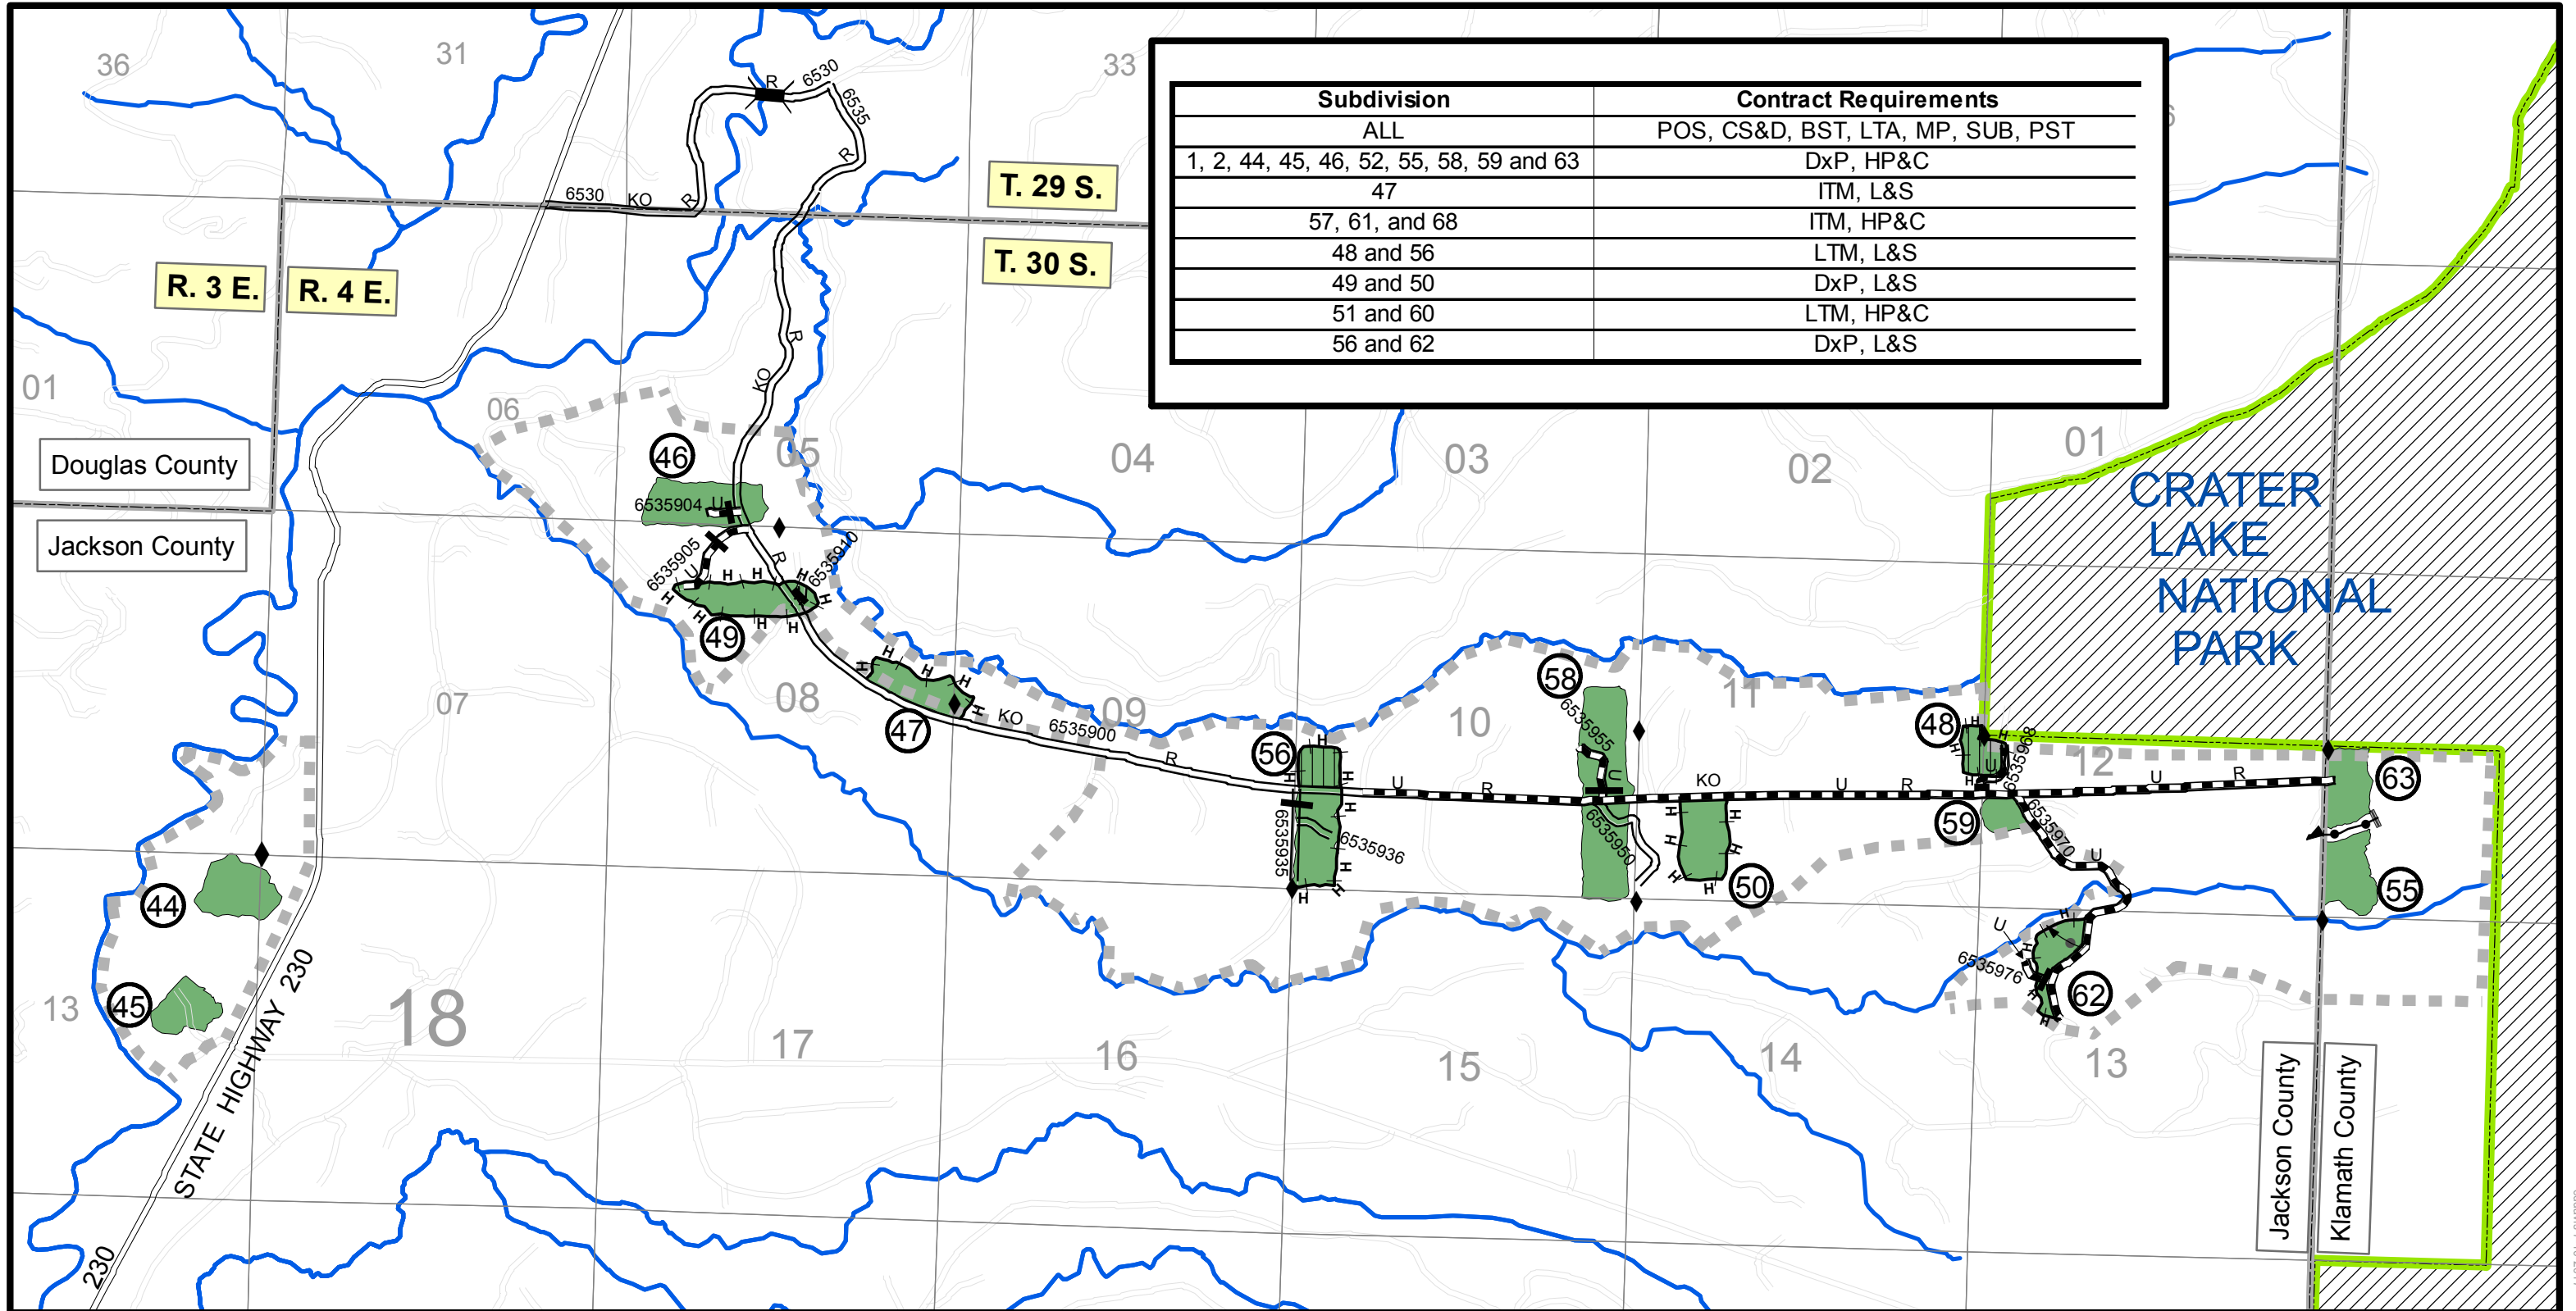 36
31
33
R
6530
6535
R
6530
KO
R
T. 29 S.
T. 30 S.
R. 3 E.
R. 4 E.
Subdivision Contract Requirements
ALL POS, CS&D, BST, LTA, MP, SUB, PST
1, 2, 44, 45, 46, 52, 55, 58, 59 and 63 DxP, HP&C
47 ITM, L&S
57, 61, and 68 ITM, HP&C
48 and 56 LTM, L&S
49 and 50 DxP, L&S
51 and 60 LTM, HP&C
56 and 62 DxP, L&S
R
KO
01
06
05
04
03
02
01
Douglas County
Jackson County
CRATER
LAKE
NATIONAL
PARK
46
6535904
U
6535905
U
R
6535910
H
H
H
H
H
H
H
H
49
07
08
09
10
11
12
H
H
H
H
H
47
KO
6535900
R
56
H
H
H
H
H
H
H
6535935
6535936
58
6535955
U
6535950
U
R
KO
U
R
H
H
H
H
H
H
50
48
H
H
H
H
U
6535968
59
6535970
U
U
R
63
55
U
H
H
6535976
H
H
62
44
45
13
18
17
16
15
14
13
STATE HIGHWAY 230
230
Jackson County
Klamath County